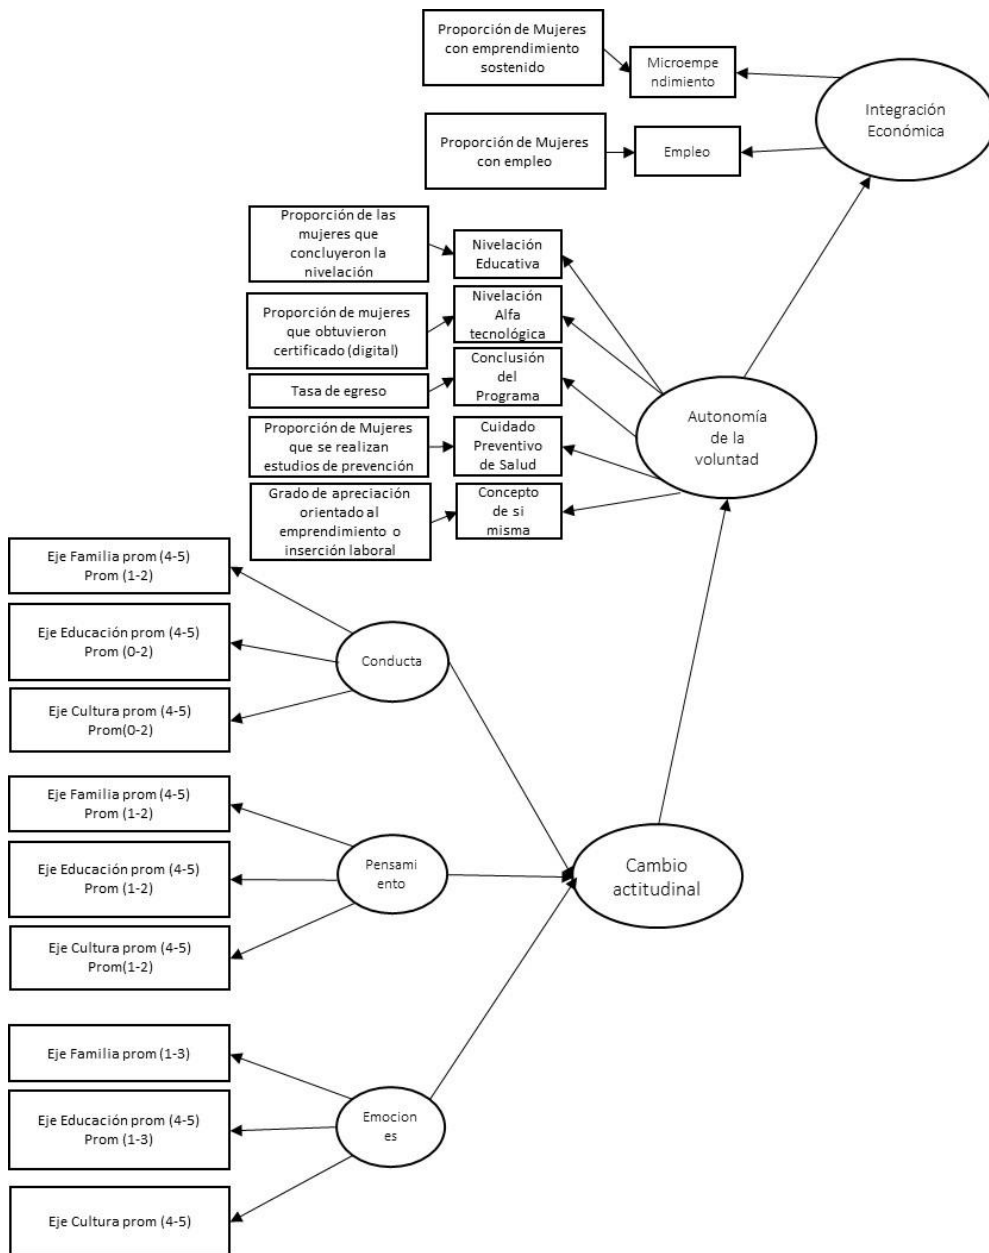 Proporción de Mujeres
con emprendimiento
sostenido
Microempe
ndimiento
Integración
Económica
Proporción de Mujeres
con empleo
Empleo
Proporción de las
mujeres que
concluyeron la
nivelación
Nivelación
Educativa
Proporción de mujeres
que obtuvieron
certificado (digital)
Nivelación
Alfa
tecnológica
Tasa de egreso
Conclusión
del
Programa
Autonomía
de la
voluntad
Proporción de Mujeres
que se realizan
estudios de prevención
Cuidado
Preventivo
de Salud
Grado de apreciación
orientado al
emprendimiento o
inserción laboral
Concepto
de si
misma
Eje Familia prom (4-5)
Prom (1-2)
Eje Educación prom (4-5)
Prom (0-2)
Conducta
Eje Cultura prom (4-5)
Prom(0-2)
Eje Familia prom (4-5)
Prom (1-2)
Eje Educación prom (4-5)
Prom (1-2)
Pensami
ento
Cambio
actitudinal
Eje Cultura prom (4-5)
Prom(1-2)
Eje Familia prom (1-3)
Eje Educación prom (4-5)
Prom (1-3)
Emocion
es
Eje Cultura prom (4-5)